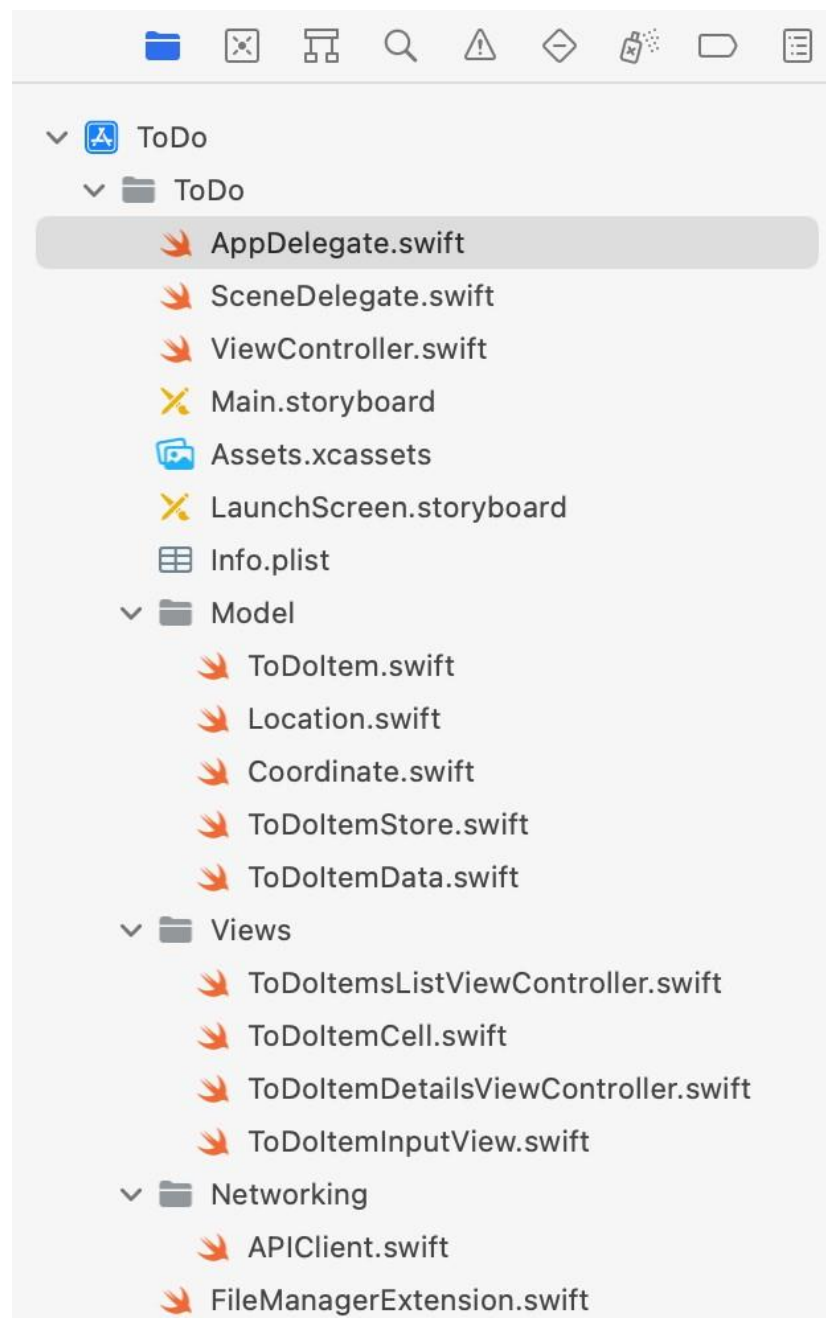 ToDo
ToDo
AppDelegate.swift
SceneDelegate.swift
ViewController.swift
Main.storyboard
Assets.xcassets
LaunchScreen.storyboard
Info.plist
Model
ToDoItem.swift
Location.swift
Coordinate.swift
ToDoItemStore.swift
ToDoItemData.swift
Views
ToDoItemsListViewController.swift
ToDoItemCell.swift
ToDoItemDetailsViewController.swift
ToDoItemInputView.swift
Networking
APIClient.swift
FileManagerExtension.swift